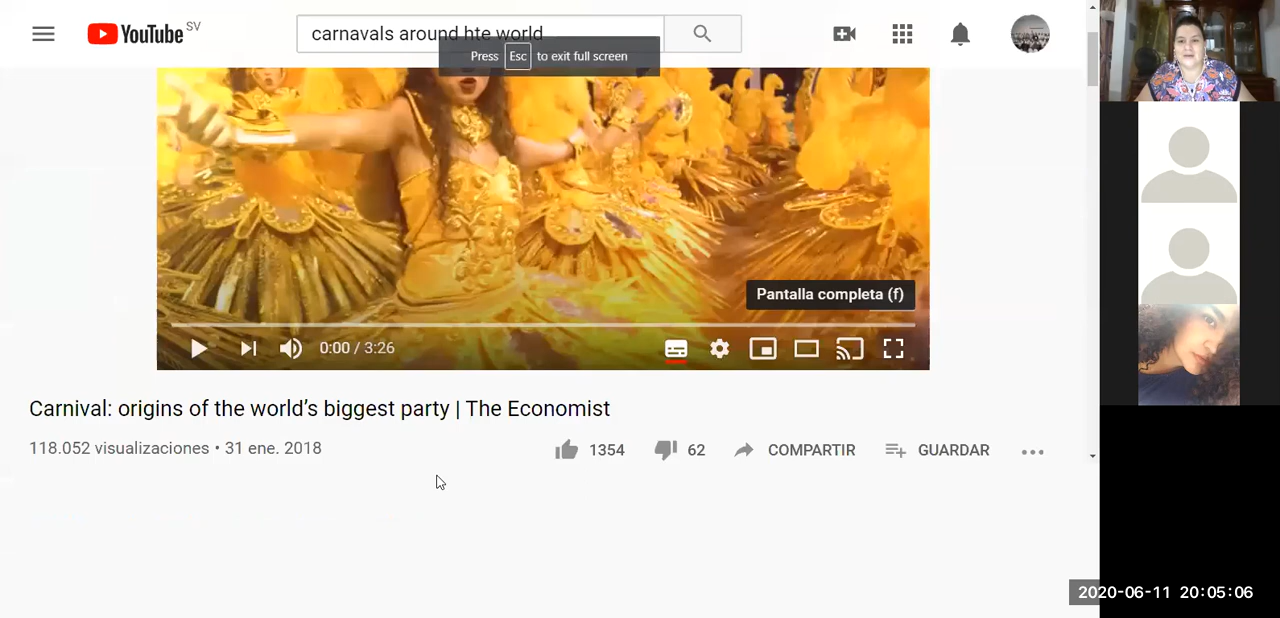 YouTube SV
carnavals around hte world
Press Esc to exit full screen
Pantalla completa (f)
0:00 / 3:26
Carnival: origins of the world’s biggest party | The Economist
118.052 visualizaciones • 31 ene. 2018
1354
62
COMPARTIR
GUARDAR
2020-06-11 20:05:06